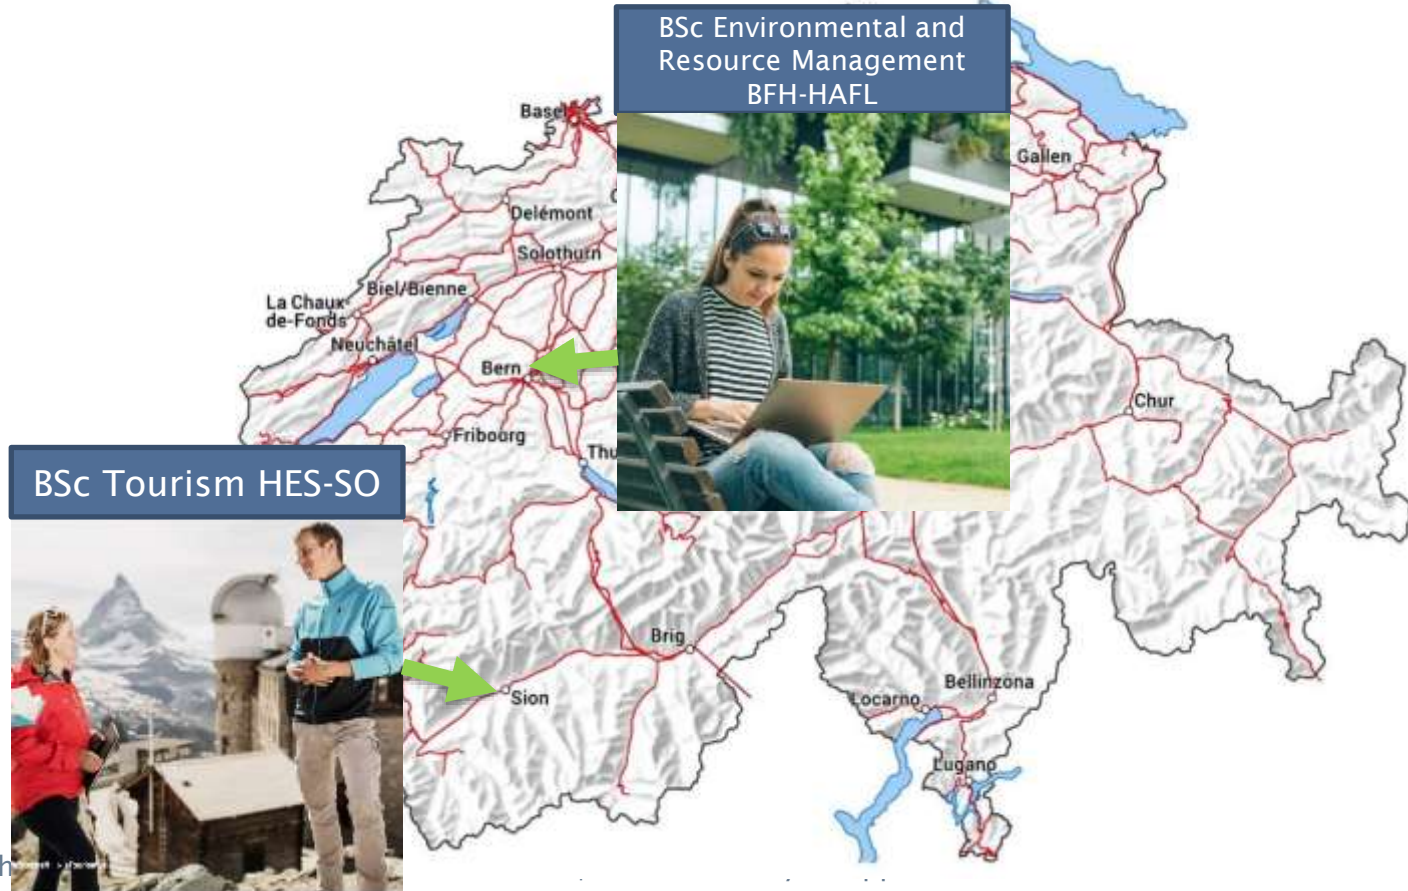 BSc Environmental and
Resource Management
BFH-HAFL
Basel
Gallen
Delémont
Solothurn
Biel/Bienne
La Chaux-
de-Fonds
Neuchâtel
Bern
Chur
Fribourg
Thu
BSc Tourism HES-SO
Brig
Sion
Bellinzona
Locarno
Lugano